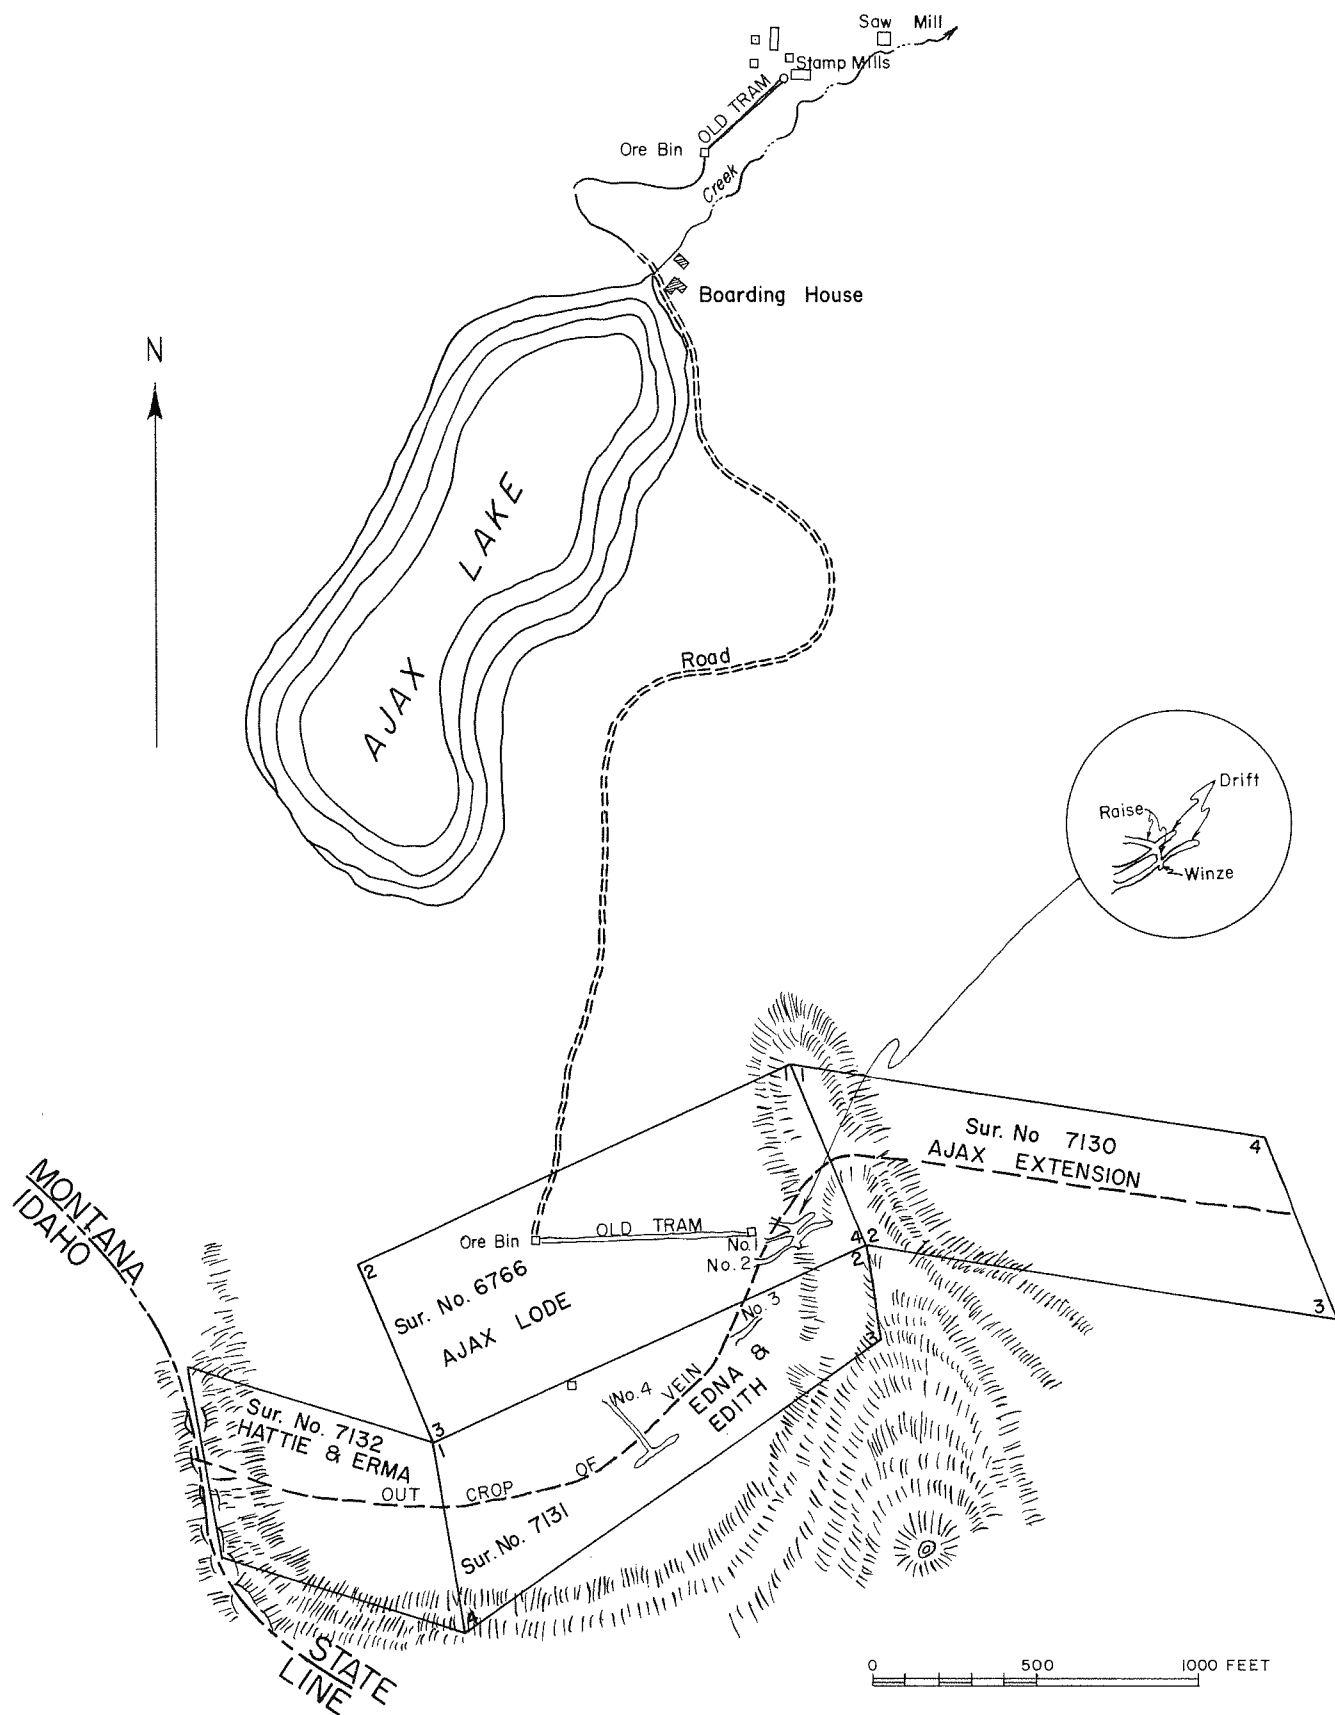 Saw Mill
Stamp Mills
OLD TRAM
Ore Bin
Creek
Boarding House
N
AJAX LAKE
Road
Drift
Raise
Winze
1 1
Sur. No 7130
AJAX EXTENSION
4
3
MONTANA
IDAHO
Ore Bin
OLD TRAM
No. 1
No. 2
4 2
2
2
Sur. No. 6766
AJAX LODE
No. 3
3
EDNA &
EDITH
No. 4
Sur. No. 7132
HATTIE & ERMA
3
1
OUT CROP OF VEIN
Sur. No. 7131
4
STATE
LINE
0 500 1000 FEET